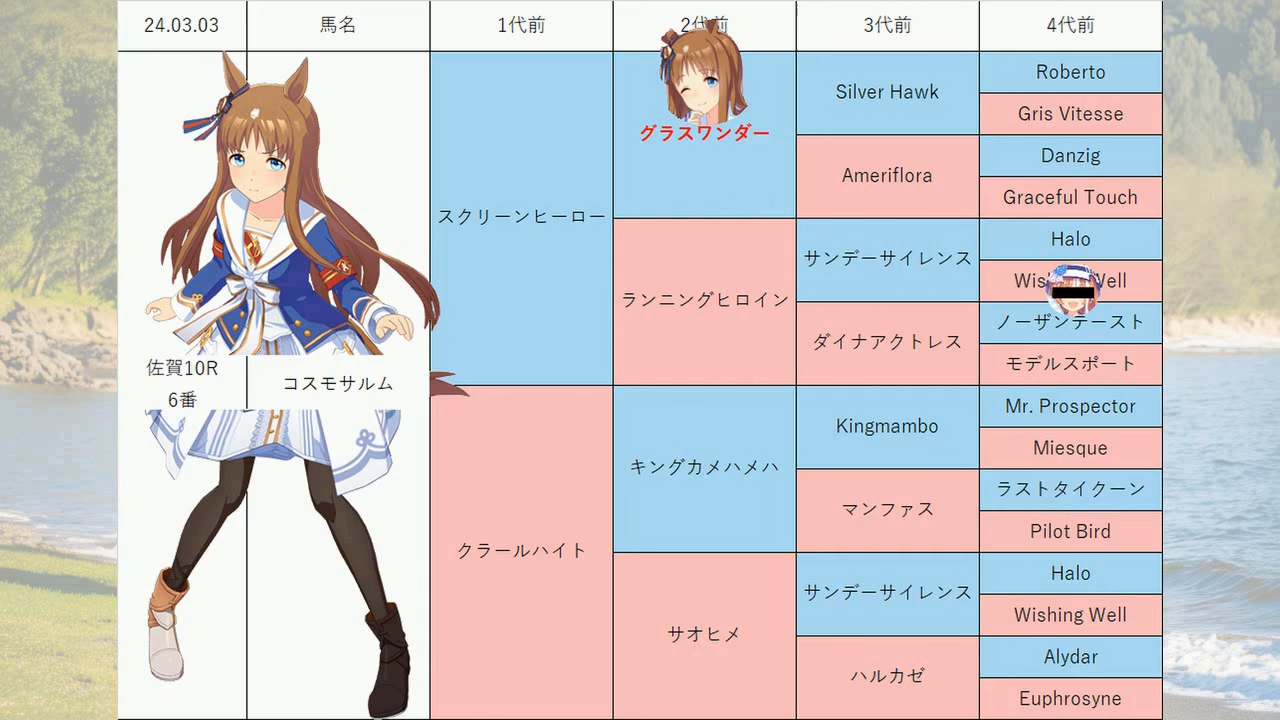 24.03.03 馬名 1代前 2代前 3代前 4代前
佐賀10R
6番
コスモサルム
スクリーンヒーロー
クラールハイト
グラスワンダー
ランニングヒロイン
キングカメハメハ
サオヒメ
Silver Hawk
Ameriflora
サンデーサイレンス
ダイナアクトレス
Kingmambo
マンファス
サンデーサイレンス
ハルカゼ
Roberto
Gris Vitesse
Danzig
Graceful Touch
Halo
Wishing Well
ノーザンテースト
モデルスポート
Mr. Prospector
Miesque
ラストタイクーン
Pilot Bird
Halo
Wishing Well
Alydar
Euphrosyne